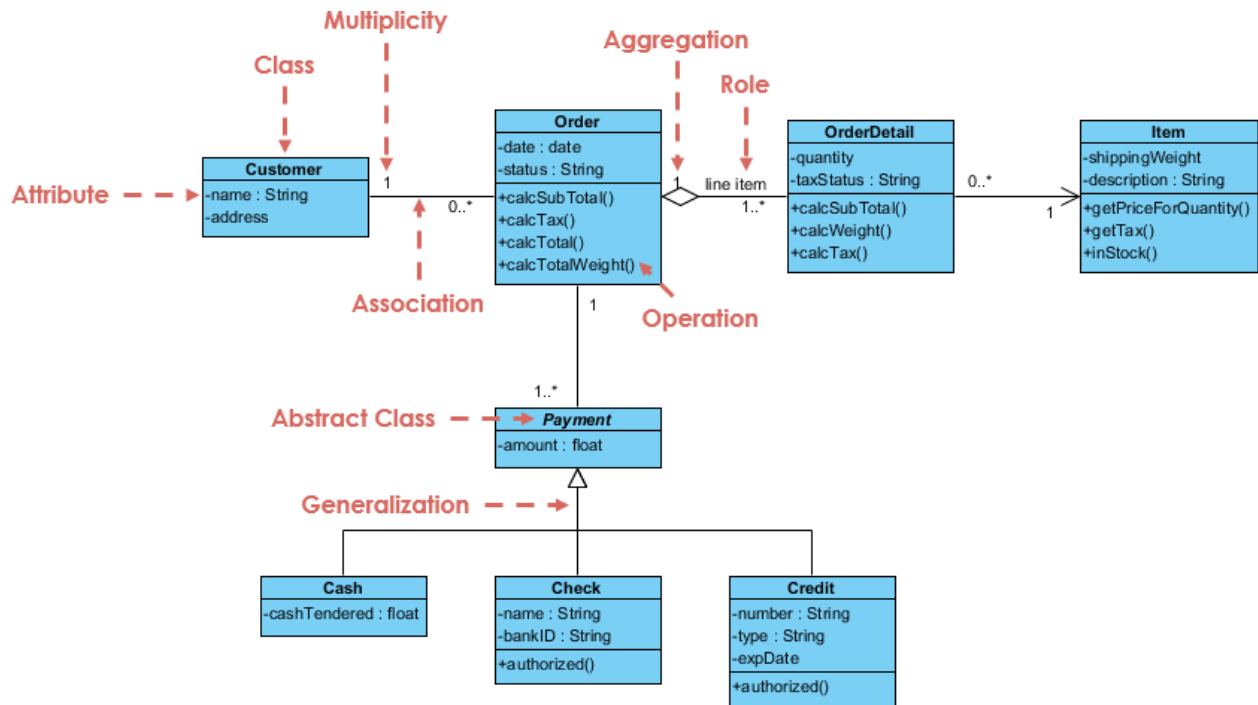 Multiplicity
Aggregation
Class
Role
Order
-date : date
-status : String
+calcSubTotal()
+calcTax()
+calcTotal()
+calcTotalWeight()
OrderDetail
-quantity
-taxStatus : String
+calcSubTotal()
+calcWeight()
+calcTax()
Item
-shippingWeight
-description : String
+getPriceForQuantity()
+getTax()
+inStock()
Attribute
Customer
-name : String
-address
1
0..*
1
line item
1..*
0..*
1
Association
Operation
1
1..*
Abstract Class
Payment
-amount : float
Generalization
Cash
-cashTendered : float
Check
-name : String
-bankID : String
+authorized()
Credit
-number : String
-type : String
-expDate
+authorized()